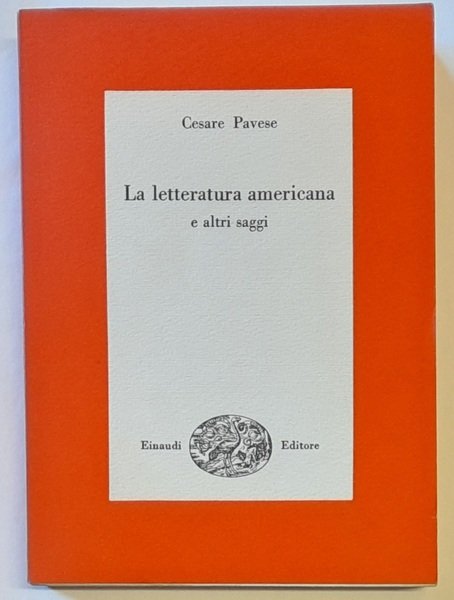 Cesare Pavese
La letteratura americana
e altri saggi
Einaudi Editore